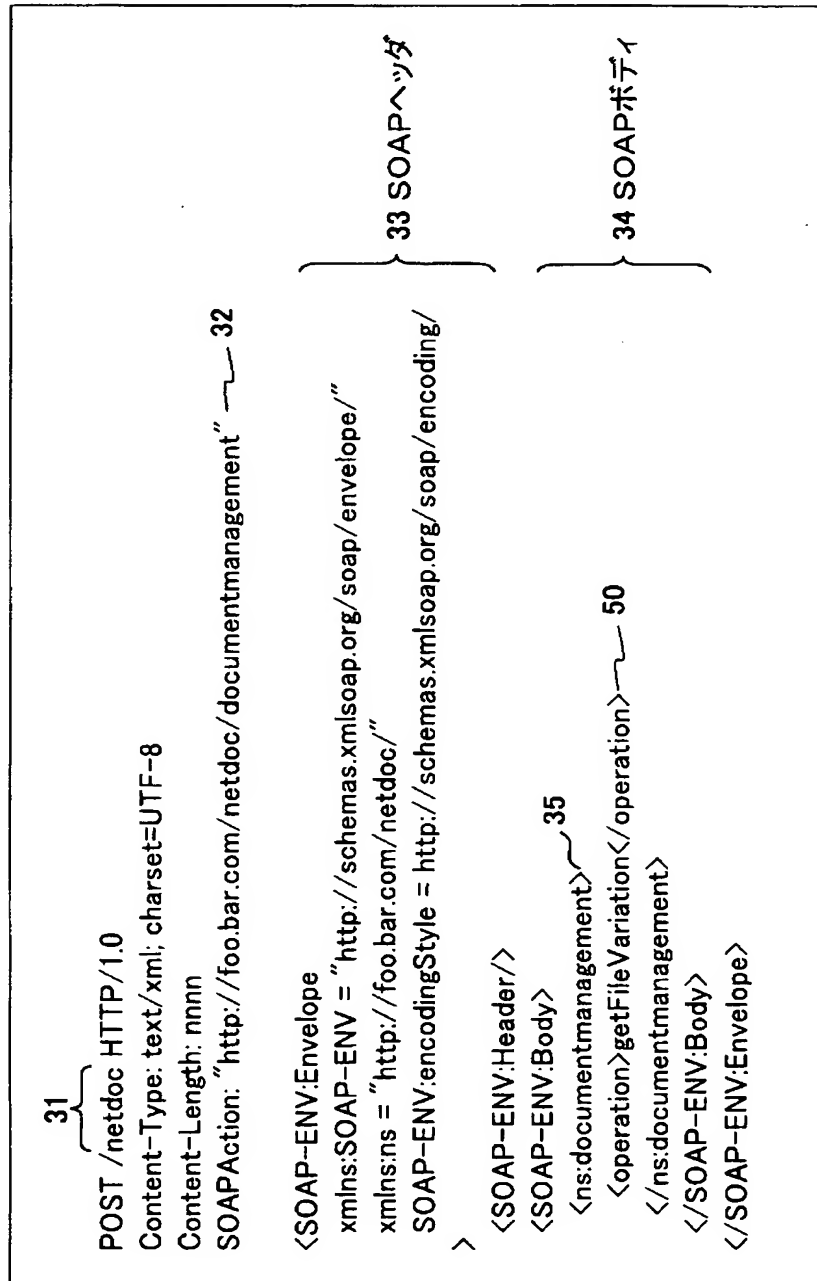 31
POST /netdoc HTTP/1.0
Content-Type: text/xml; charset=UTF-8
Content-Length: nnnn
SOAPAction: "http://foo.bar.com/netdoc/documentmanagement" 32
<SOAP-ENV:Envelope
xmlns:SOAP-ENV = "http://schemas.xmlsoap.org/soap/envelope/"
xmlns:ns = "http://foo.bar.com/netdoc/"
SOAP-ENV:encodingStyle = http://schemas.xmlsoap.org/soap/encoding/
>
33 SOAPヘッダ
<SOAP-ENV:Header/>
<SOAP-ENV:Body>
<ns:documentmanagement> 35
<operation>getFileVariation</operation> 50
</ns:documentmanagement>
</SOAP-ENV:Body>
</SOAP-ENV:Envelope>
34 SOAPボディ